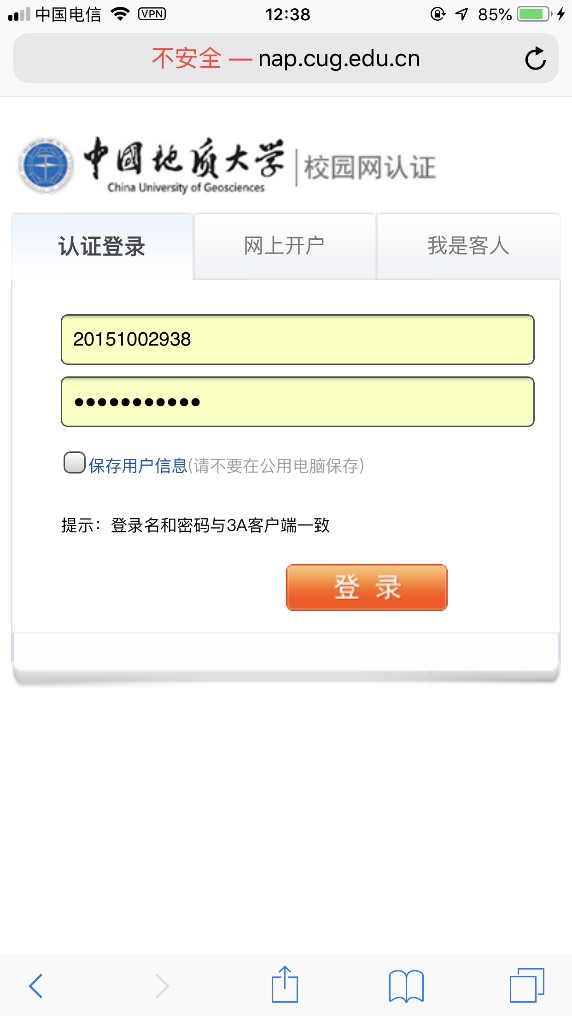 中国电信 VPN 12:38 85%
不安全 — nap.cug.edu.cn
中国地质大学 校园网认证
China University of Geosciences
认证登录 网上开户 我是客人
20151002938
•••••••••••
保存用户信息(请不要在公用电脑保存)
提示：登录名和密码与3A客户端一致
登 录